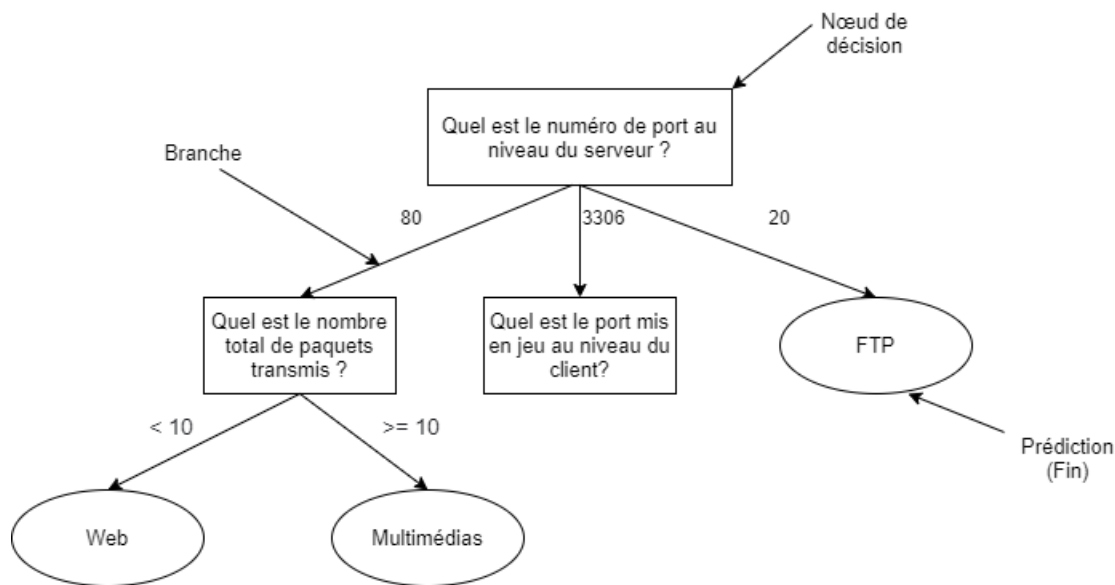 Nœud de
décision
Quel est le numéro de port au
niveau du serveur ?
Branche
80
3306
20
Quel est le nombre
total de paquets
transmis ?
Quel est le port mis
en jeu au niveau du
client?
FTP
< 10
>= 10
Prédiction
(Fin)
Web
Multimédias